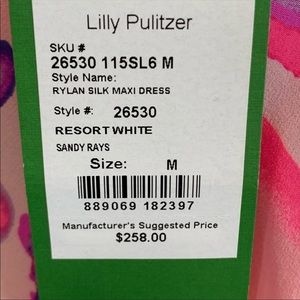 Lilly Pulitzer
SKU #
26530 115SL6 M
Style Name:
RYLAN SILK MAXI DRESS
Style #: 26530
RESORT WHITE
SANDY RAYS
Size: M
889069 182397
Manufacturer's Suggested Price
$258.00